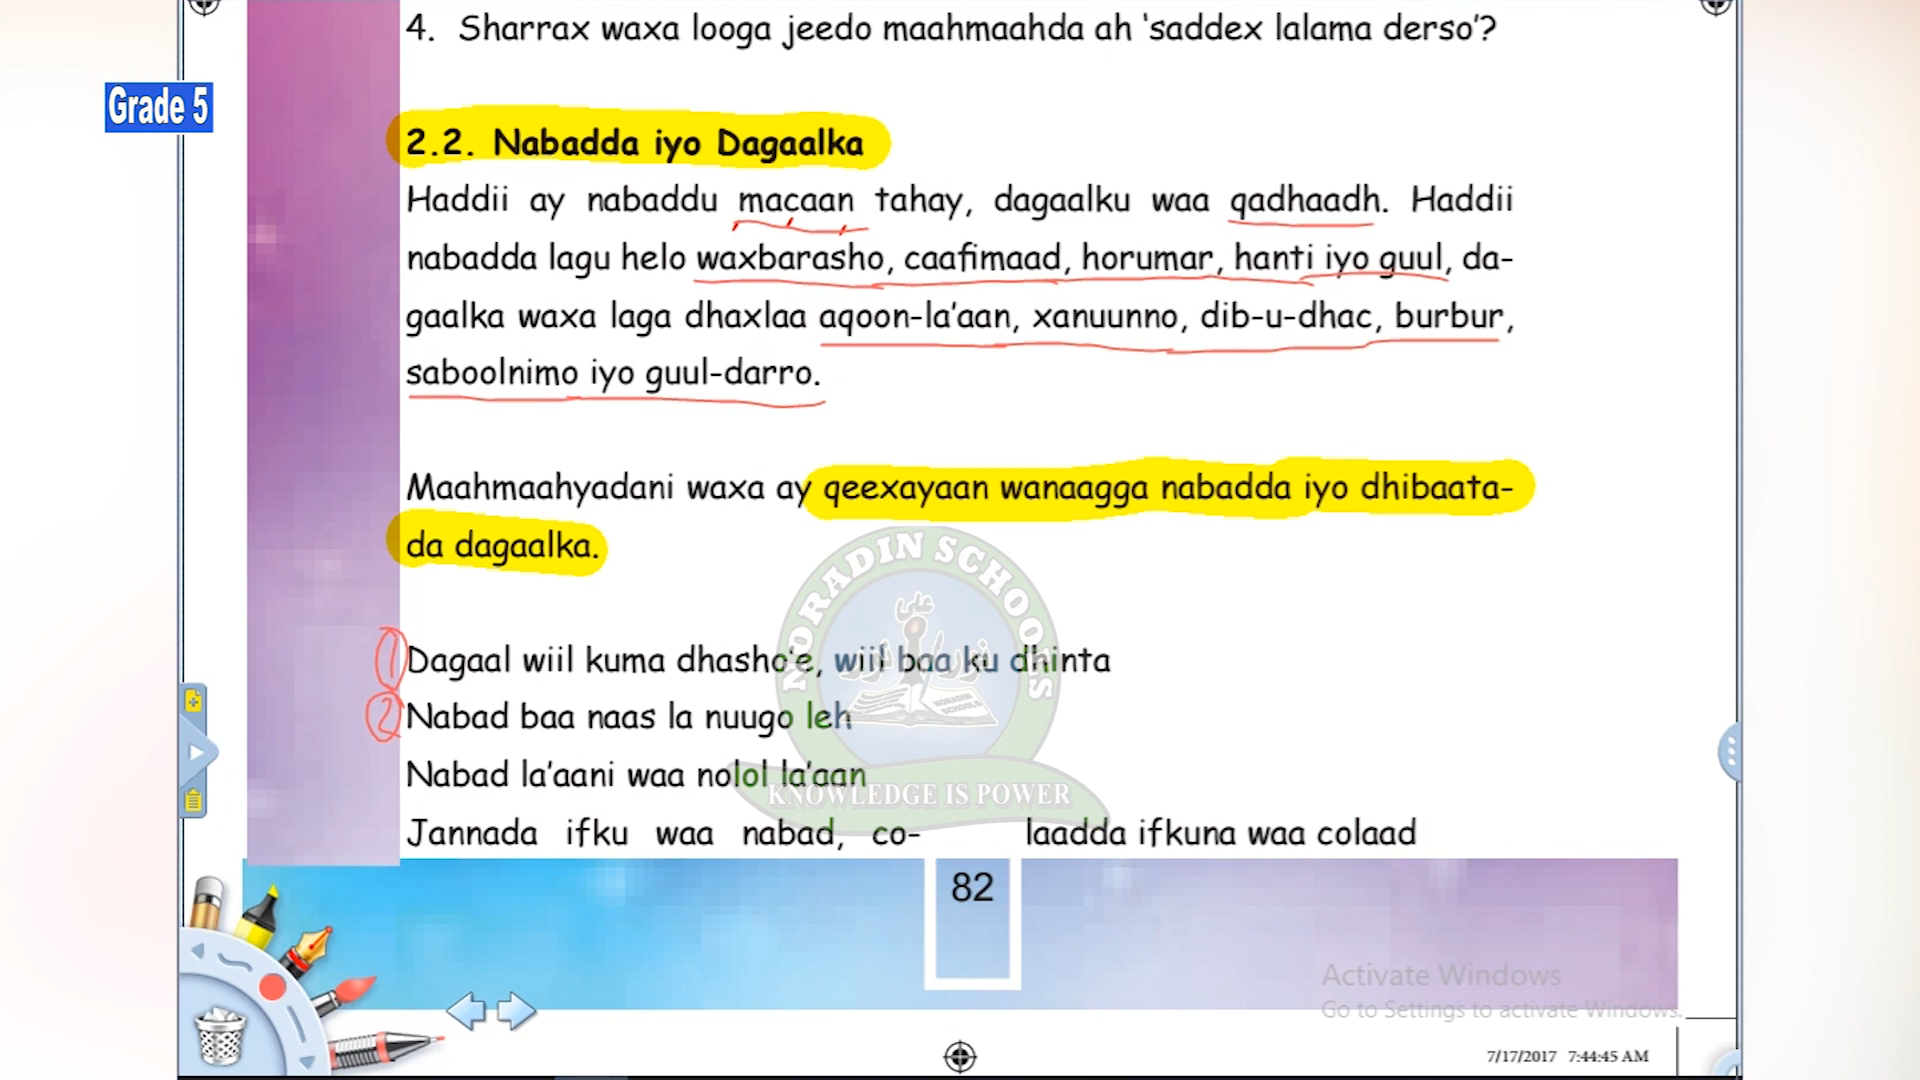 4. Sharrax waxa looga jeedo maahmaahda ah ‘saddex lalama derso’?
Grade 5
2.2. Nabadda iyo Dagaalka
Haddii ay nabaddu macaan tahay, dagaalku waa qadhaadh. Haddii
nabadda lagu helo waxbarasho, caafimaad, horumar, hanti iyo guul, da-
gaalka waxa laga dhaxlaa aqoon-la’aan, xanuunno, dib-u-dhac, burbur,
saboolnimo iyo guul-darro.
Maahmaahyadani waxa ay qeexayaan wanaagga nabadda iyo dhibaata-
da dagaalka.
NORADIN SCHOOLS
1 Dagaal wiil kuma dhasho’e, wiil baa ku dhinta
2 Nabad baa naas la nuugo leh
NORADIN
SCHOOLS
Nabad la’aani waa nolol la’aan
KNOWLEDGE IS POWER
Jannada ifku waa nabad, co- laadda ifkuna waa colaad
82
Activate Windows
Go to Settings to activate Windows.
7/17/2017 7:44:45 AM